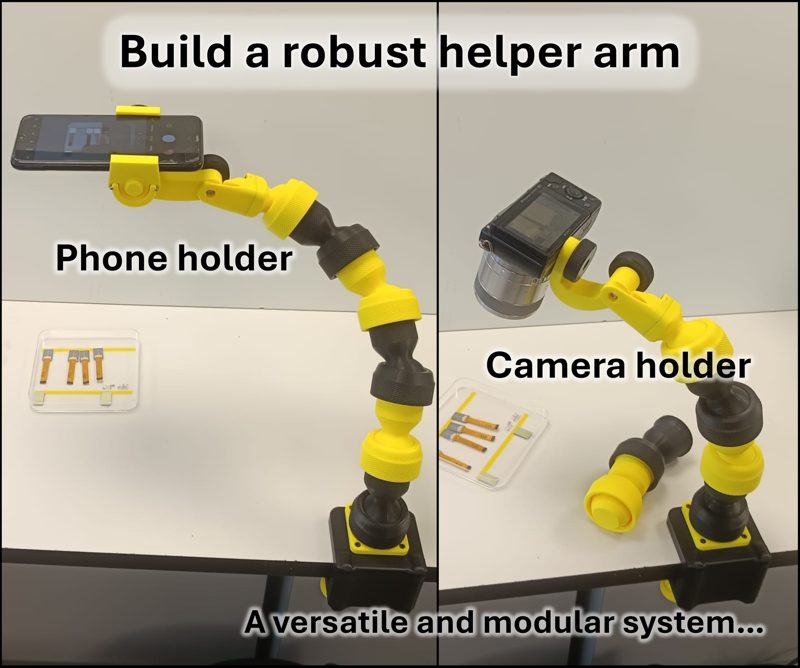 Build a robust helper arm
Phone holder
Camera holder
A versatile and modular system...